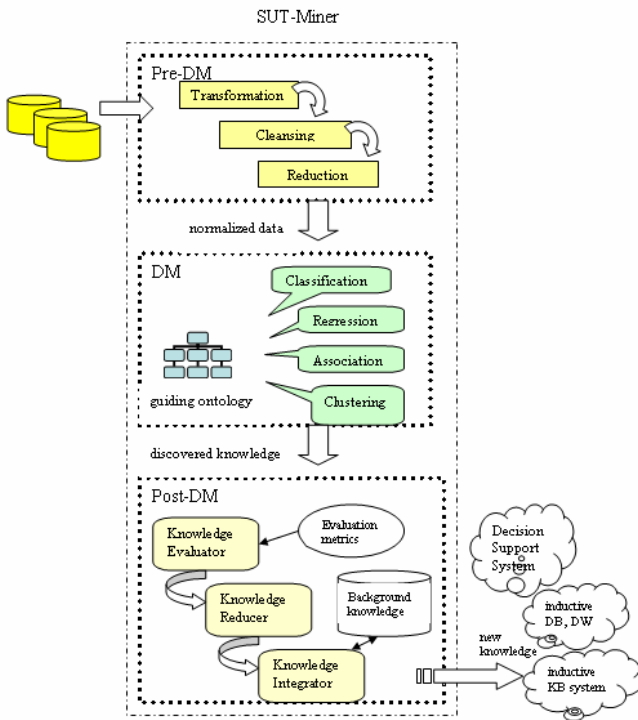 SUT-Miner
Pre-DM
Transformation
Cleansing
Reduction
normalized data
DM
Classification
Regression
Association
Clustering
guiding ontology
discovered knowledge
Post-DM
Knowledge
Evaluator
Evaluation
metrics
Knowledge
Reducer
Background
knowledge
Knowledge
Integrator
new
knowledge
Decision
Support
System
inductive
DB, DW
inductive
KB system